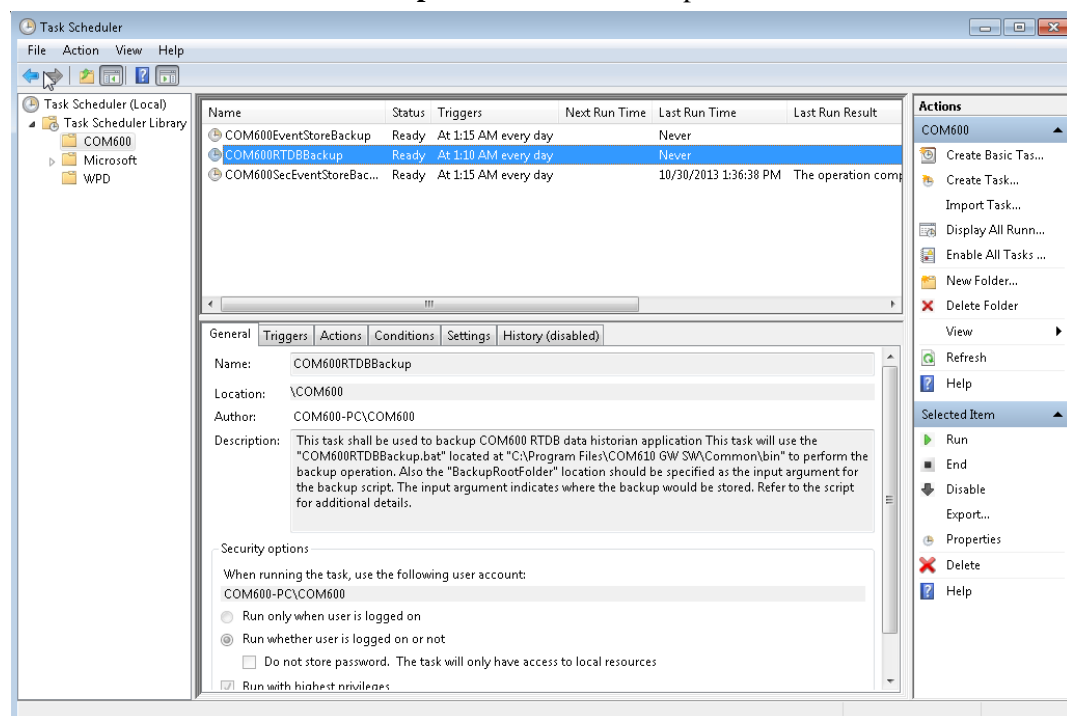 Task Scheduler
File Action View Help
Task Scheduler (Local)
Task Scheduler Library
COM600
Microsoft
WPD
Name Status Triggers Next Run Time Last Run Time Last Run Result
COM600EventStoreBackup Ready At 1:15 AM every day Never
COM600RTDBBackup Ready At 1:10 AM every day Never
COM600SecEventStoreBac... Ready At 1:15 AM every day 10/30/2013 1:36:38 PM The operation comp
General Triggers Actions Conditions Settings History (disabled)
Name: COM600RTDBBackup
Location: \COM600
Author: COM600-PC\COM600
Description: This task shall be used to backup COM600 RTDB data historian application This task will use the
"COM600RTDBBackup.bat" located at "C:\Program Files\COM610 GW SW\Common\bin" to perform the
backup operation. Also the "BackupRootFolder" location should be specified as the input argument for
the backup script. The input argument indicates where the backup would be stored. Refer to the script
for additional details.
Security options
When running the task, use the following user account:
COM600-PC\COM600
Run only when user is logged on
Run whether user is logged on or not
Do not store password. The task will only have access to local resources
Run with highest privileges
Actions
COM600
Create Basic Tas...
Create Task...
Import Task...
Display All Runn...
Enable All Tasks ...
New Folder...
Delete Folder
View
Refresh
Help
Selected Item
Run
End
Disable
Export...
Properties
Delete
Help